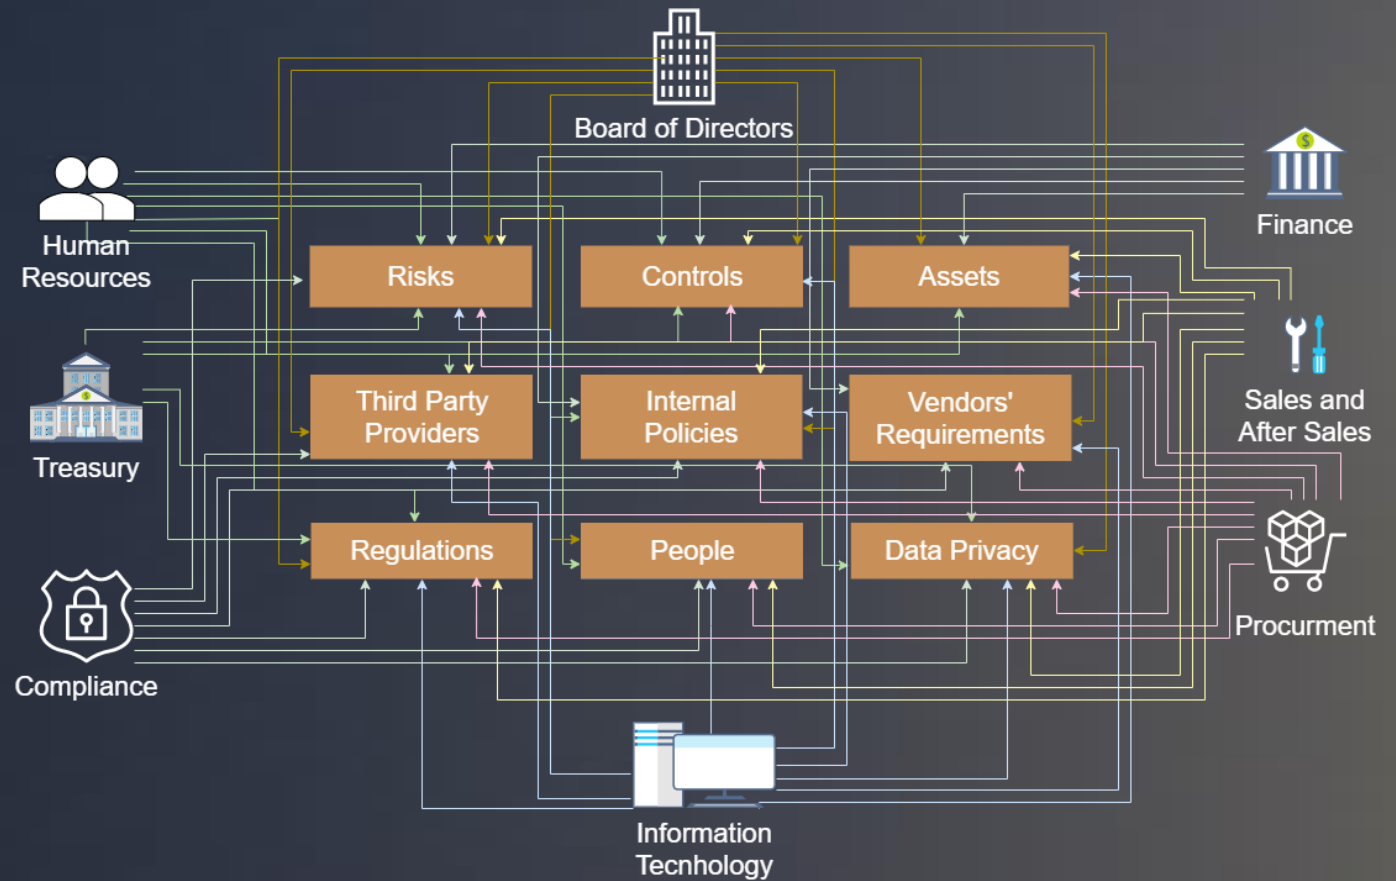 Board of Directors
Human
Resources
Finance
Risks
Controls
Assets
Third Party
Providers
Internal
Policies
Vendors'
Requirements
Sales and
After Sales
Treasury
Regulations
People
Data Privacy
Procurment
Compliance
Information
Tecnhology